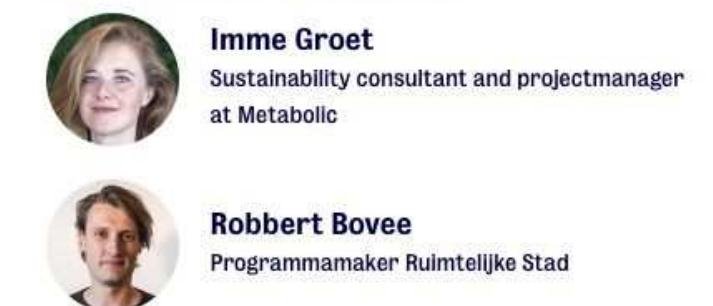 Imme Groet
Sustainability consultant and projectmanager
at Metabolic
Robbert Bovee
Programmamaker Ruimtelijke Stad